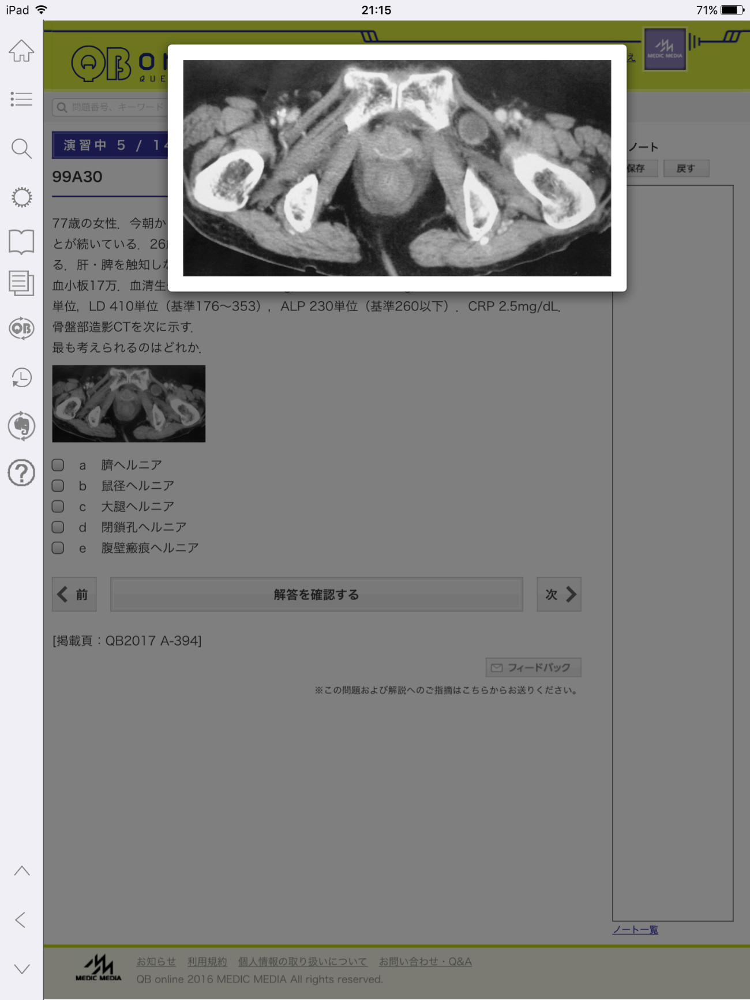 iPad 21:15 71%
QB on
QUE
え
MEDIC MEDIA
問題番号、キーワード
演習中 5 / 14
ノート
保存 戻す
99A30
77歳の女性．今朝か
とが続いている．26
る．肝・脾を触知し
血小板17万．血清生
単位，LD 410単位（基準176〜353），ALP 230単位（基準260以下）．CRP 2.5mg/dL．
骨盤部造影CTを次に示す．
最も考えられるのはどれか．
a 臍ヘルニア
b 鼠径ヘルニア
c 大腿ヘルニア
d 閉鎖孔ヘルニア
e 腹壁瘢痕ヘルニア
前 解答を確認する 次
[掲載頁：QB2017 A-394]
フィードバック
※この問題および解説へのご指摘はこちらからお送りください。
QB
ノート一覧
お知らせ 利用規約 個人情報の取り扱いについて お問い合わせ・Q&A
MEDIC MEDIA
QB online 2016 MEDIC MEDIA All rights reserved.